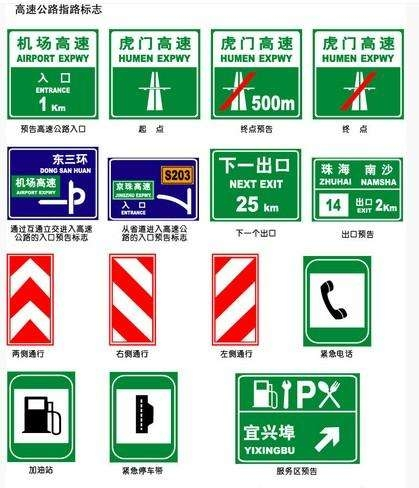 高速公路指路标志
机场高速
AIRPORT EXPWY
入口
ENTRANCE
1 Km
虎门高速
HUMEN EXPWY
虎门高速
HUMEN EXPWY
500m
虎门高速
HUMEN EXPWY
预告高速公路入口
起 点
终点预告
终 点
东三环
DONG SAN HUAN
机场高速
AIRPORT EXPWY
S203
京珠高速
JINGZHU EXPWY
入口
ENTRANCE
下一出口
NEXT EXIT
25 km
珠海 南沙
ZHUHAI NAMSHA
14 出口 EXIT 2Km
通过互通立交进入高速
公路的入口预告标志
从省道进入高速
公路的入口预告标志
下一个出口
出口预告
两侧通行
右侧通行
左侧通行
紧急电话
P
宜兴埠
YIXINGBU
加油站
紧急停车带
服务区预告